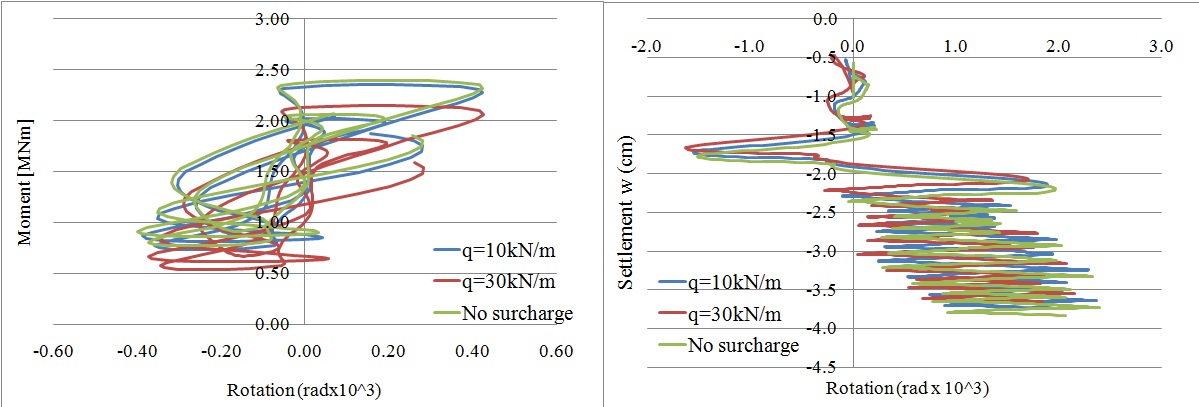 3.00
2.50
2.00
1.50
1.00
0.50
0.00
Moment [MNm]
q=10kN/m
q=30kN/m
No surcharge
-0.60 -0.40 -0.20 0.00 0.20 0.40 0.60
Rotation (radx10^3)
0.0
-2.0 -1.0 0.0 1.0 2.0 3.0
-0.5
-1.0
-1.5
-2.0
-2.5
-3.0
-3.5
-4.0
-4.5
Settlement w (cm)
q=10kN/m
q=30kN/m
No surcharge
Rotation (rad x 10^3)